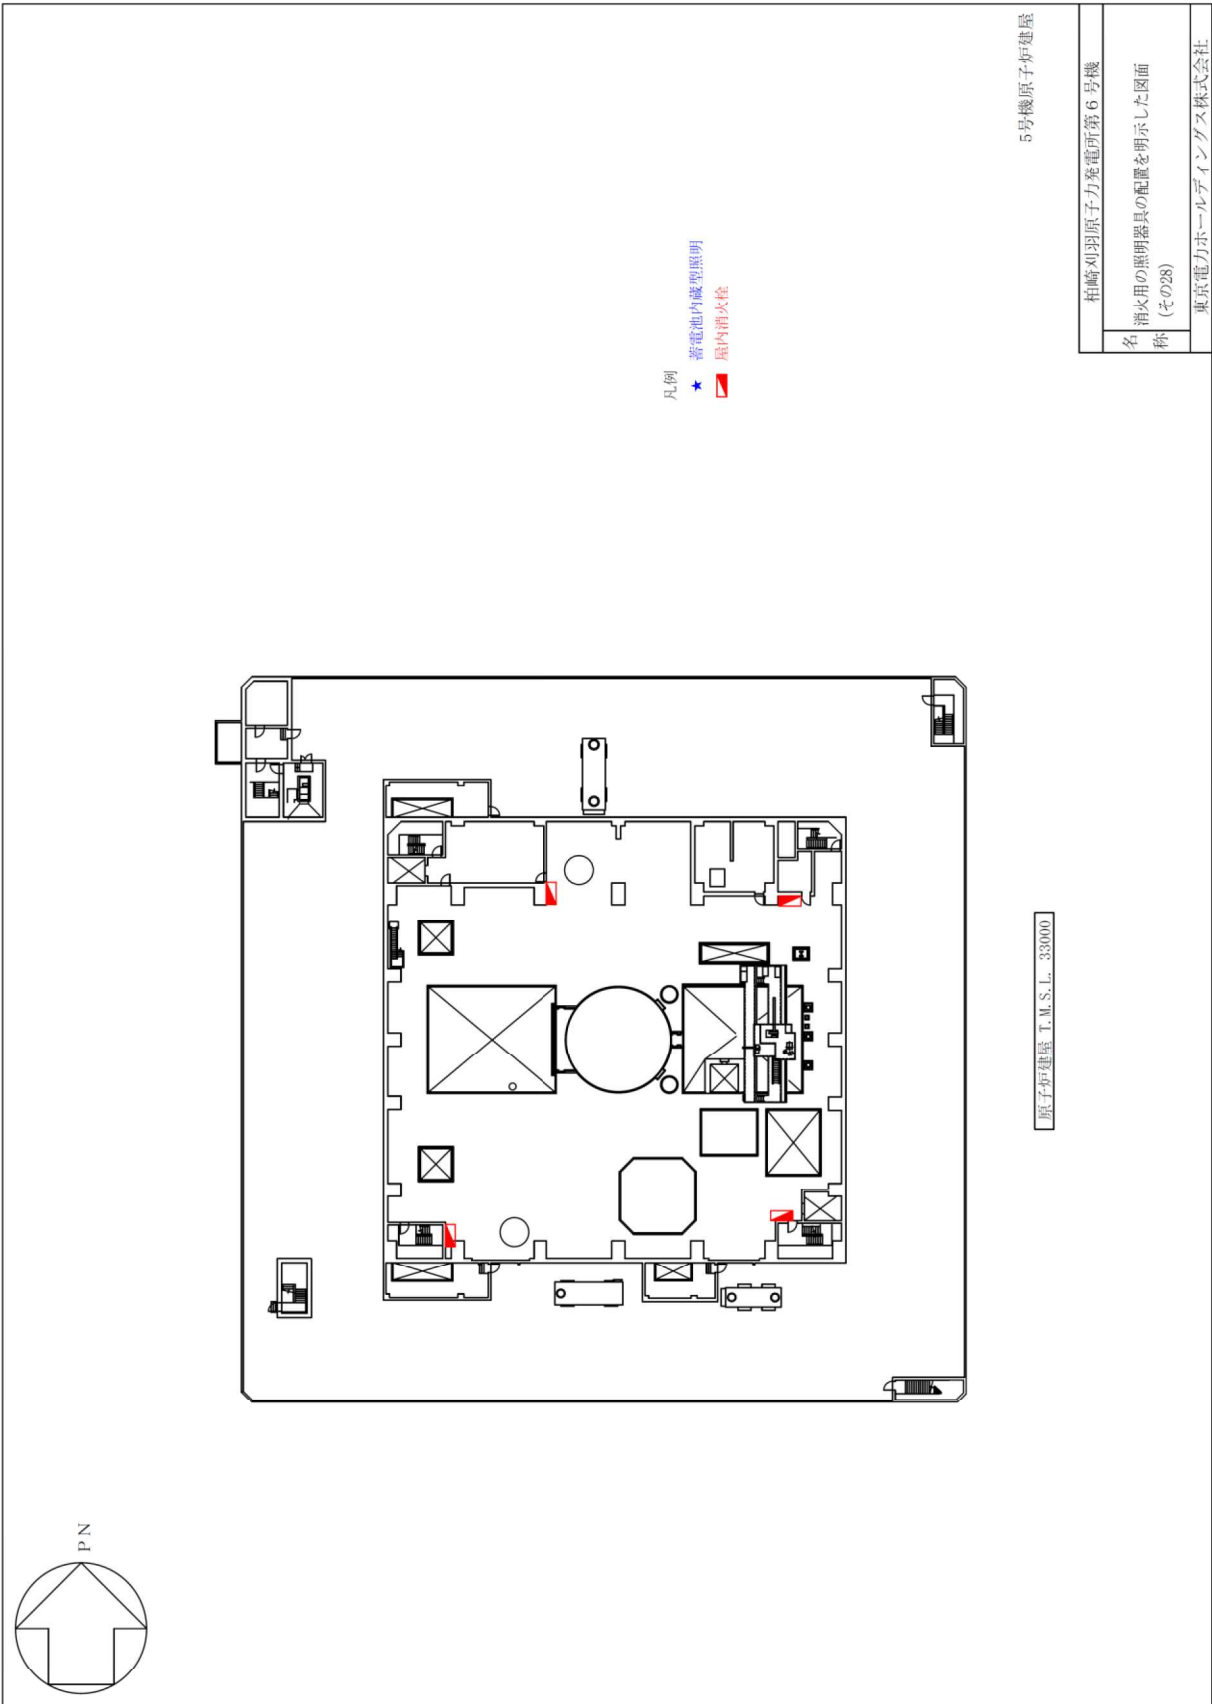 PN
原子炉建屋 T.M.S.L. 33000
凡例
★ 蓄電池内蔵型照明
屋内消火栓
5号機原子炉建屋
柏崎刈羽原子力発電所第6号機
名称
消火用の照明器具の配置を明示した図面
(その28)
東京電力ホールディングス株式会社